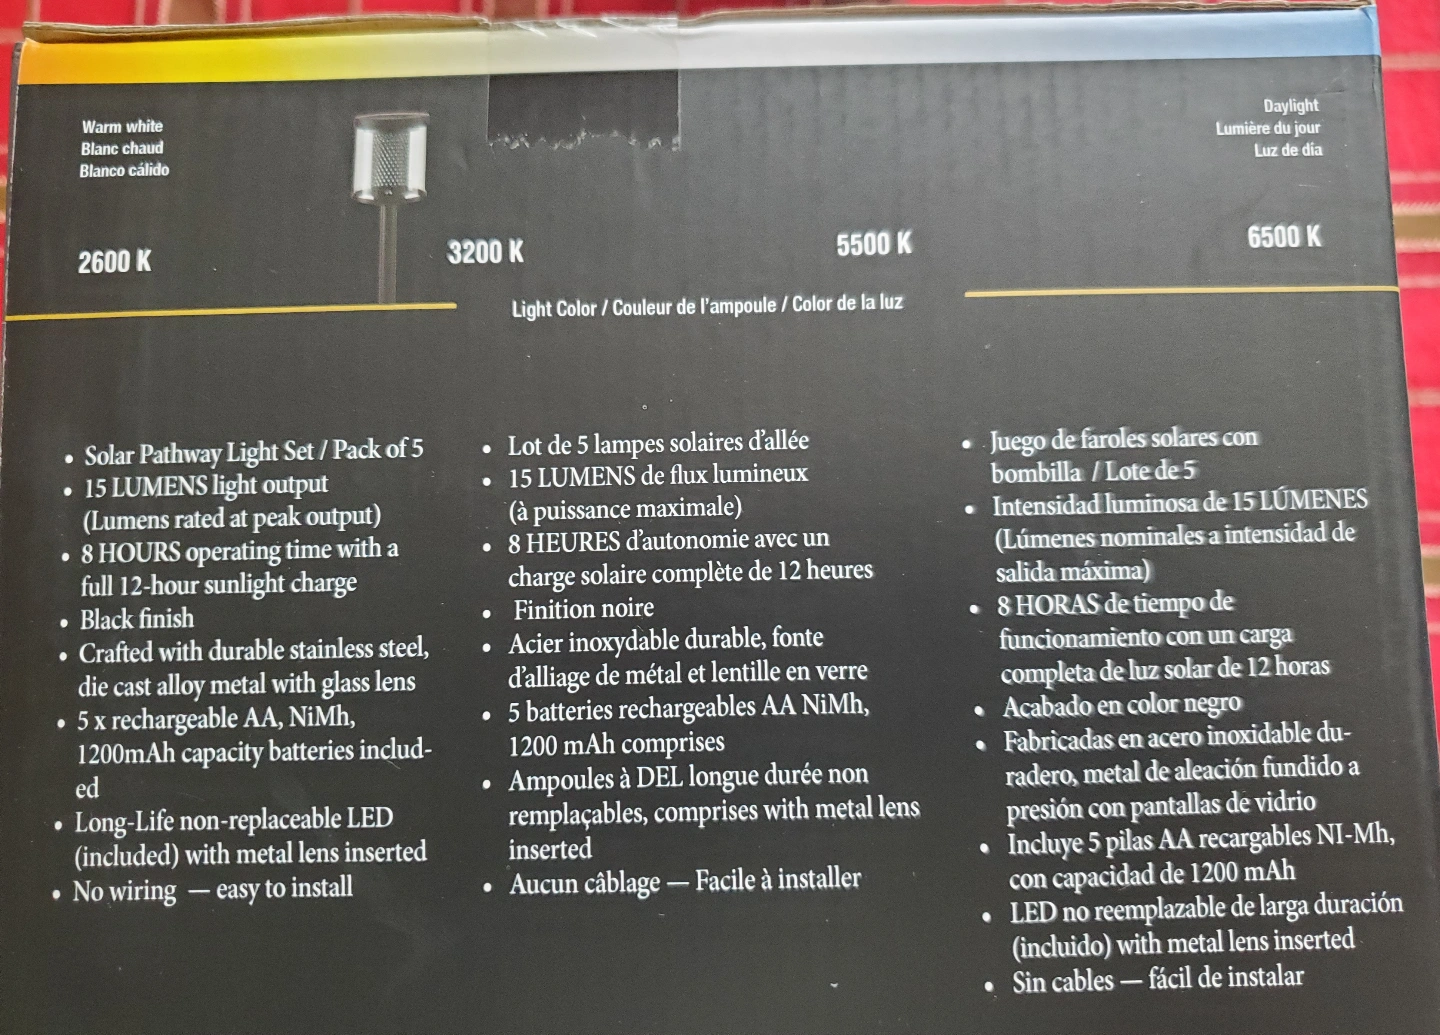 Warm white
Blanc chaud
Blanco cálido
Daylight
Lumière du jour
Luz de día
2600 K
3200 K
5500 K
6500 K
Light Color / Couleur de l'ampoule / Color de la luz
• Solar Pathway Light Set / Pack of 5
• 15 LUMENS light output
(Lumens rated at peak output)
• 8 HOURS operating time with a
full 12-hour sunlight charge
• Black finish
• Crafted with durable stainless steel,
die cast alloy metal with glass lens
• 5 x rechargeable AA, NiMh,
1200mAh capacity batteries includ-
ed
• Long-Life non-replaceable LED
(included) with metal lens inserted
• No wiring — easy to install
• Lot de 5 lampes solaires d'allée
• 15 LUMENS de flux lumineux
(à puissance maximale)
• 8 HEURES d'autonomie avec un
charge solaire complète de 12 heures
• Finition noire
• Acier inoxydable durable, fonte
d'alliage de métal et lentille en verre
• 5 batteries rechargeables AA NiMh,
1200 mAh comprises
• Ampoules à DEL longue durée non
remplaçables, comprises with metal lens
inserted
• Aucun câblage — Facile à installer
• Juego de faroles solares con
bombilla / Lote de 5
• Intensidad luminosa de 15 LÚMENES
(Lúmenes nominales a intensidad de
salida máxima)
• 8 HORAS de tiempo de
funcionamiento con un carga
completa de luz solar de 12 horas
• Acabado en color negro
• Fabricadas en acero inoxidable du-
radero, metal de aleación fundido a
presión con pantallas de vidrio
• Incluye 5 pilas AA recargables NI-Mh,
con capacidad de 1200 mAh
• LED no reemplazable de larga duración
(incluido) with metal lens inserted
• Sin cables — fácil de instalar